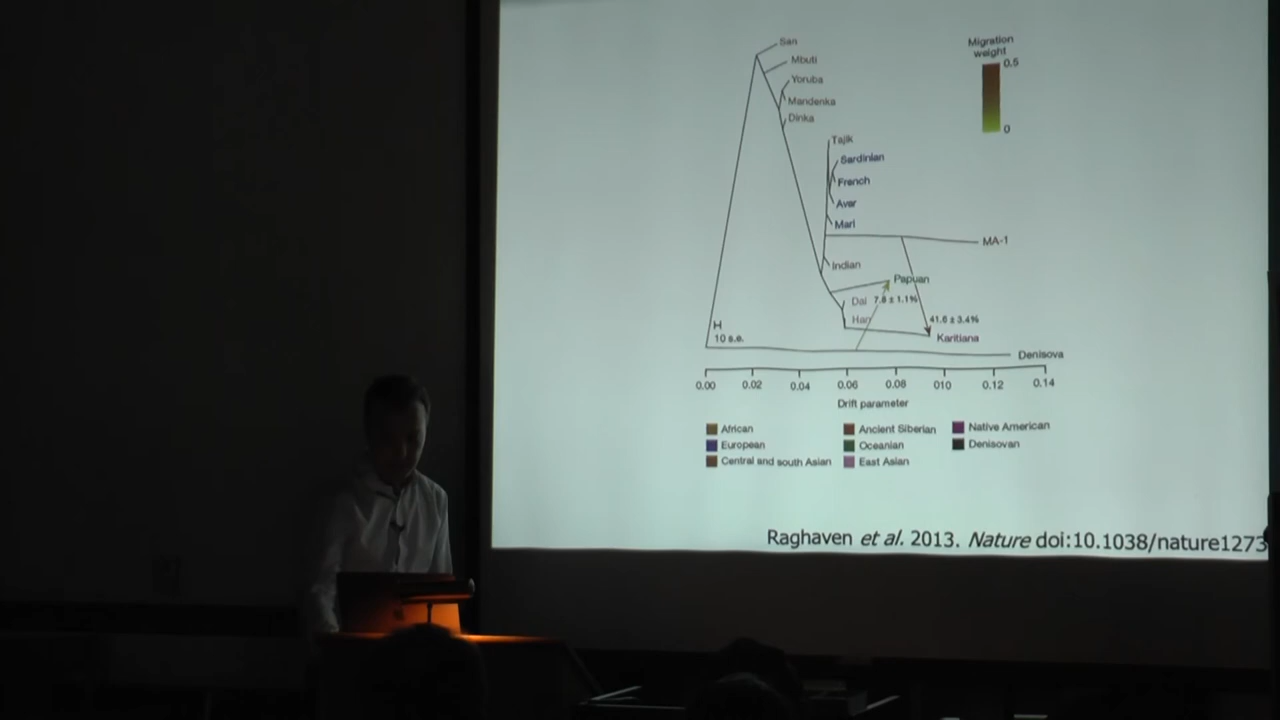 San
Mbuti
Yoruba
Mandenka
Dinka
Tajik
Sardinian
French
Avar
Mari
MA-1
Indian
Papuan
Dai 7.8 ± 1.1%
Han
41.6 ± 3.4%
Karitiana
H
10 s.e.
Denisova
Migration
weight
0.5
0
0.00 0.02 0.04 0.06 0.08 010 0.12 0.14
Drift parameter
African
European
Central and south Asian
Ancient Siberian
Oceanian
East Asian
Native American
Denisovan
Raghaven et al. 2013. Nature doi:10.1038/nature1273